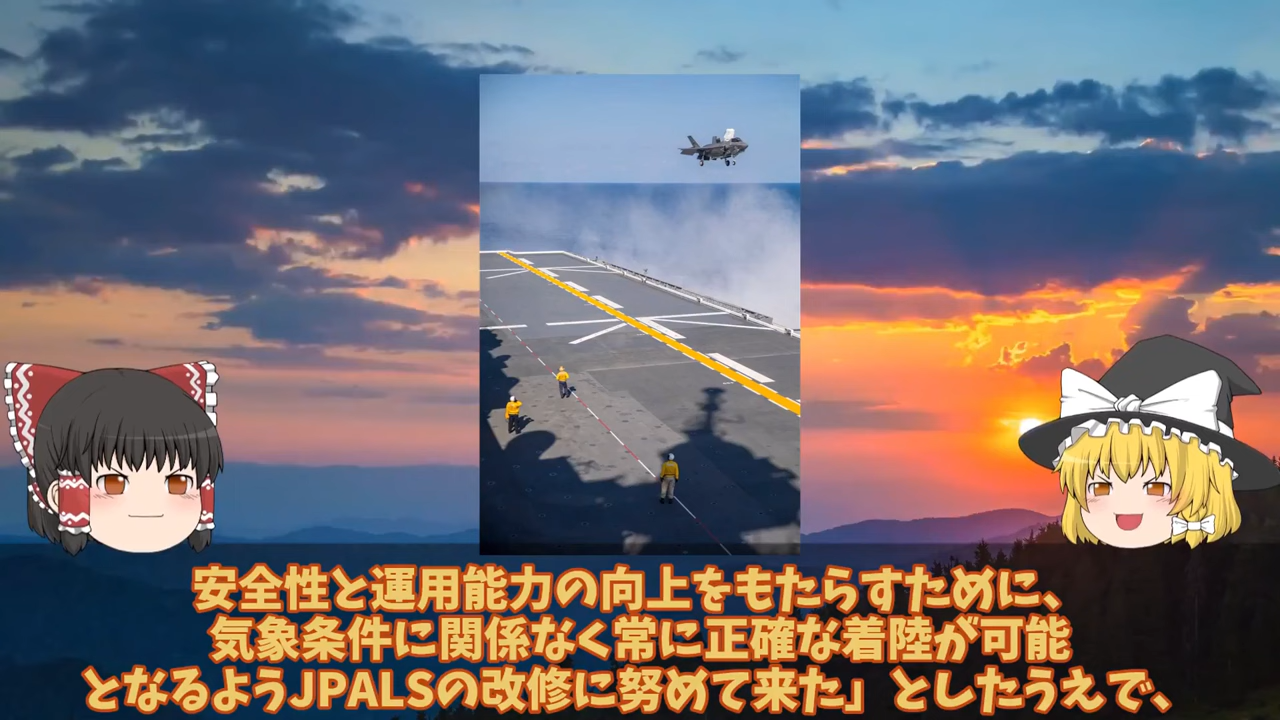 安全性と運用能力の向上をもたらすために、
気象条件に関係なく常に正確な着陸が可能
となるようJPALSの改修に努めて来た」としたうえで、